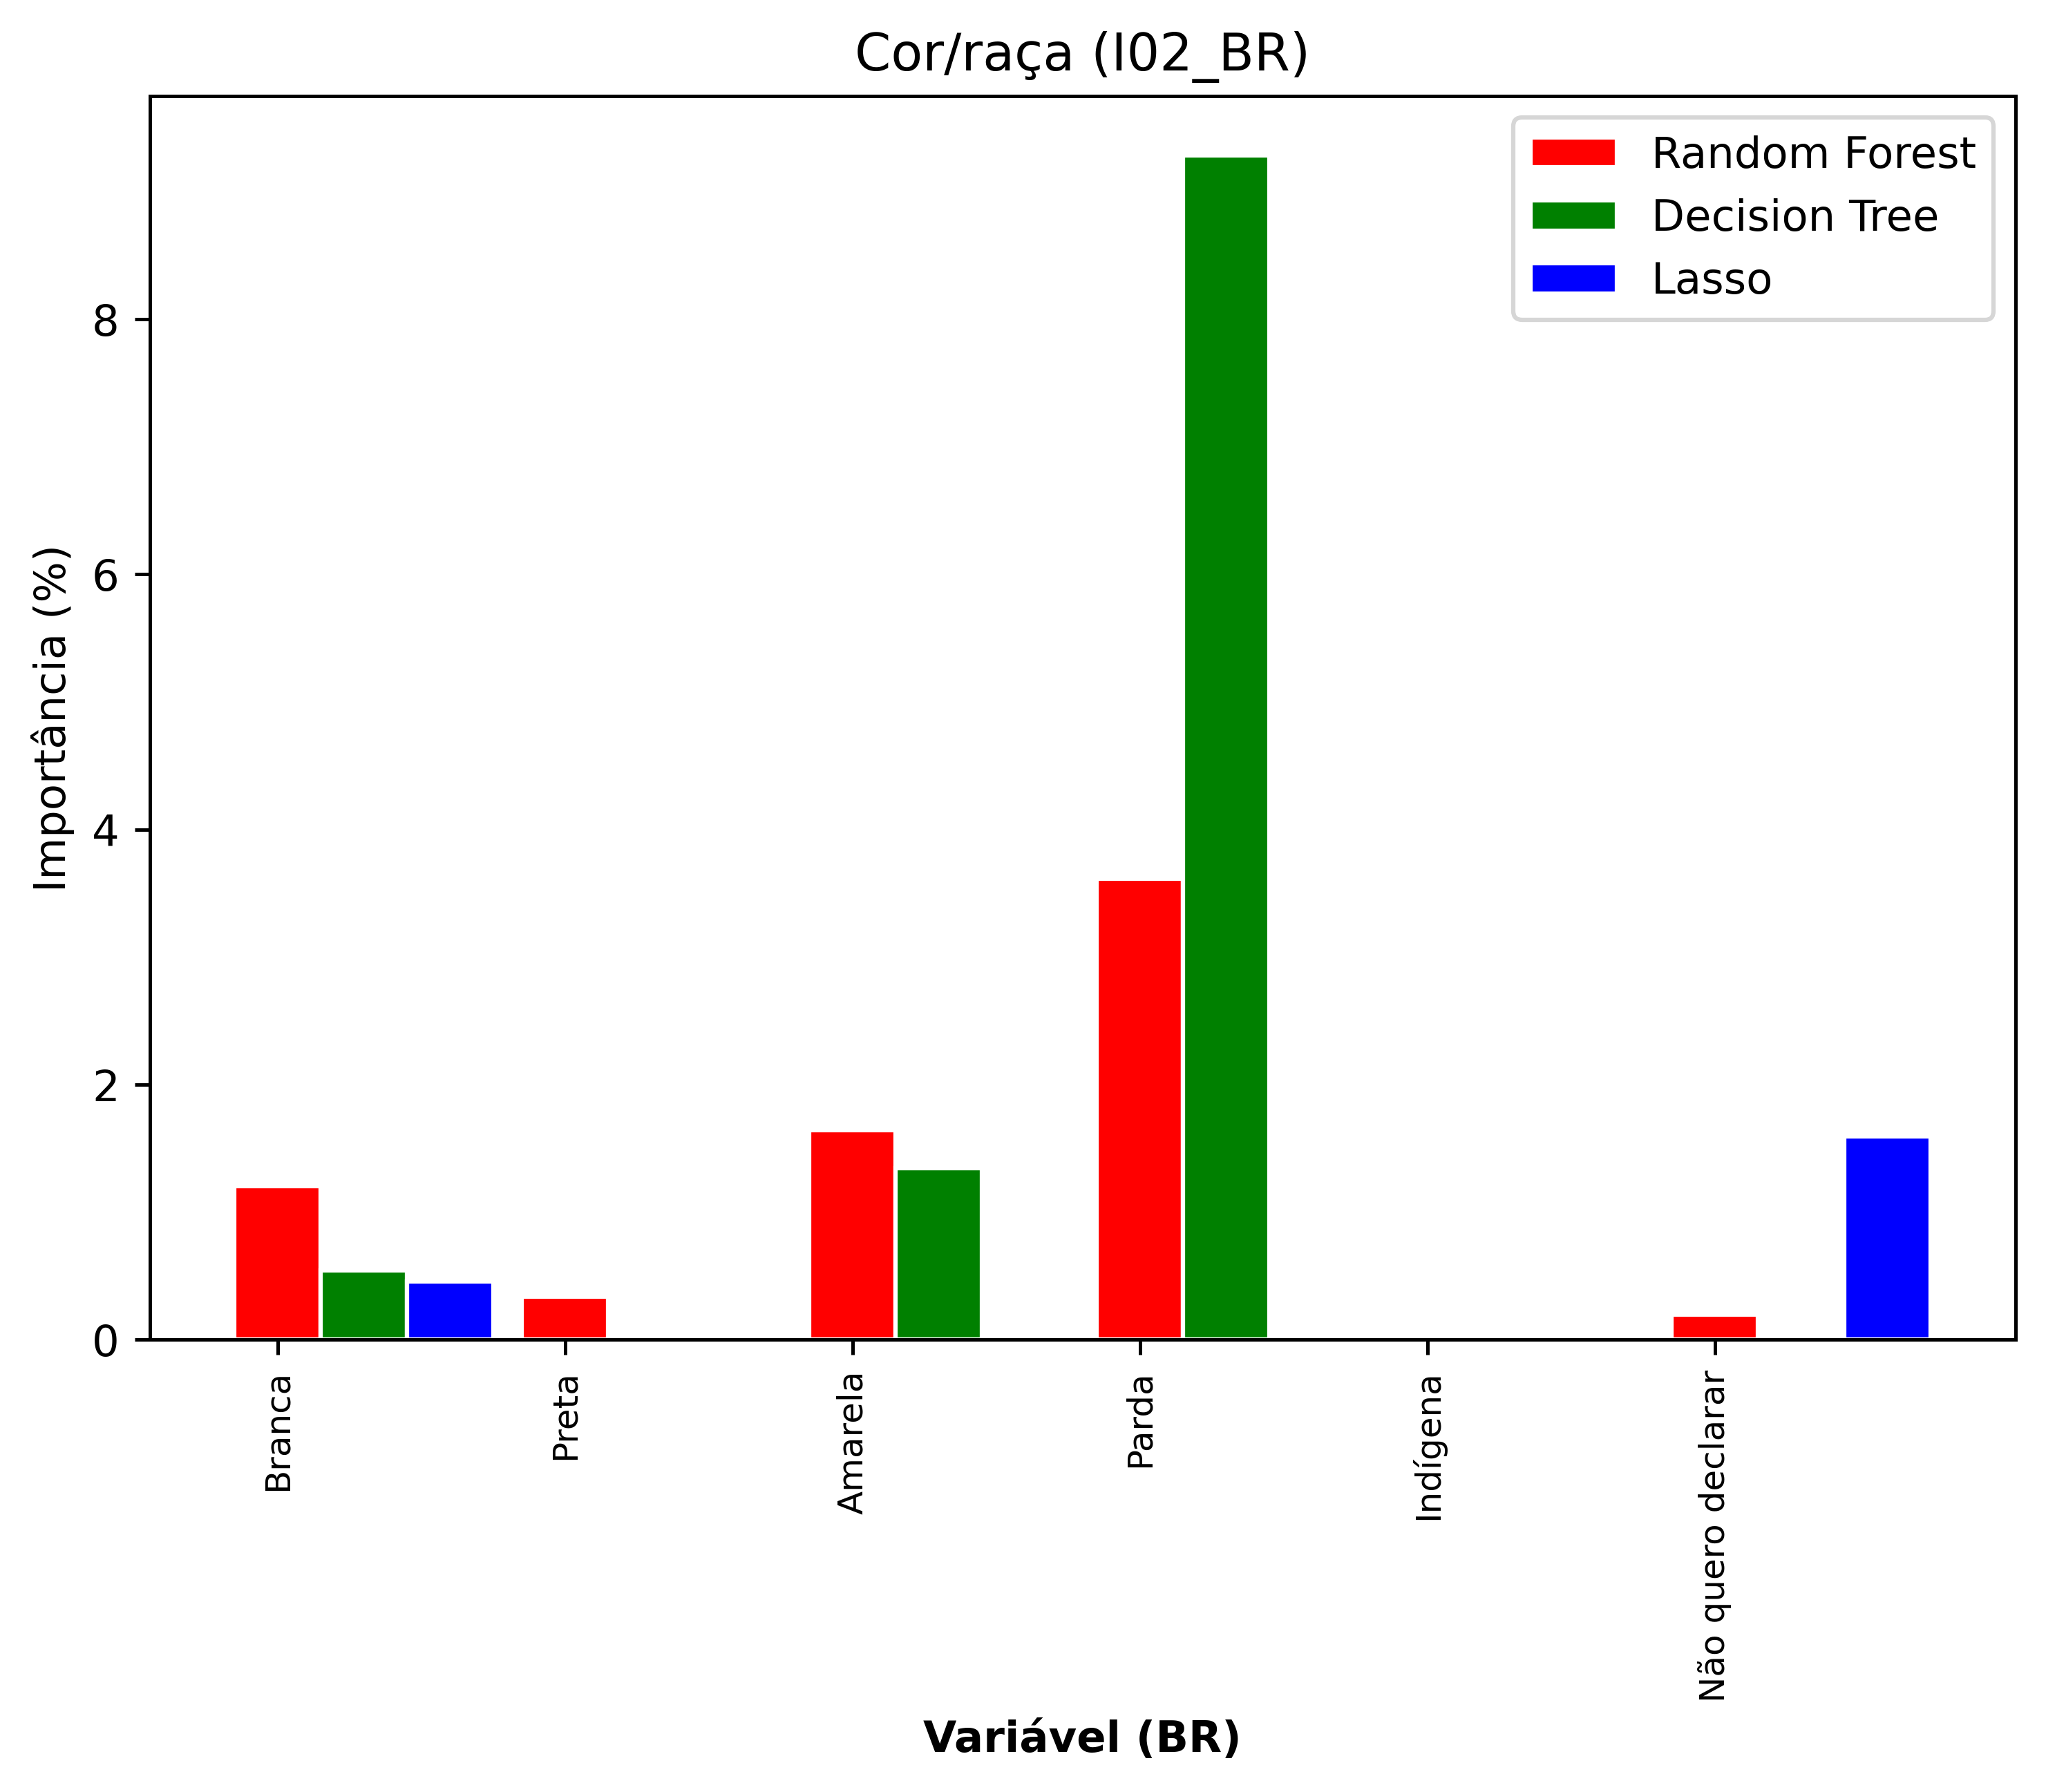 Cor/raça (I02_BR)
Random Forest
Decision Tree
Lasso
Importância (%)
8
6
4
2
0
Branca
Preta
Amarela
Parda
Indígena
Não quero declarar
Variável (BR)